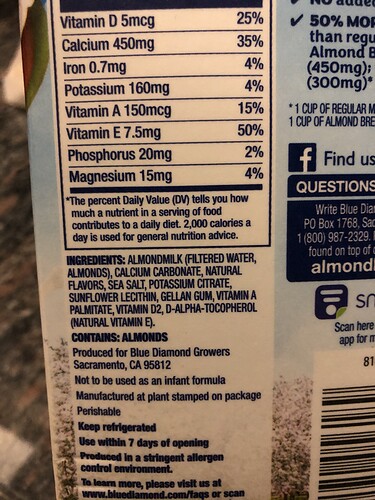 Vitamin D 5mcg 25%
Calcium 450mg 35%
Iron 0.7mg 4%
Potassium 160mg 4%
Vitamin A 150mcg 15%
Vitamin E 7.5mg 50%
Phosphorus 20mg 2%
Magnesium 15mg 4%
*The percent Daily Value (DV) tells you how
much a nutrient in a serving of food
contributes to a daily diet. 2,000 calories a
day is used for general nutrition advice.
INGREDIENTS: ALMONDMILK (FILTERED WATER,
ALMONDS), CALCIUM CARBONATE, NATURAL
FLAVORS, SEA SALT, POTASSIUM CITRATE,
SUNFLOWER LECITHIN, GELLAN GUM, VITAMIN A
PALMITATE, VITAMIN D2, D-ALPHA-TOCOPHEROL
(NATURAL VITAMIN E).
CONTAINS: ALMONDS
Produced for Blue Diamond Growers
Sacramento, CA 95812
Not to be used as an infant formula
Manufactured at plant stamped on package
Perishable
Keep refrigerated
Use within 7 days of opening
Produced in a stringent allergen
control environment.
To learn more, please visit us at
www.bluediamond.com/faqs or scan
✓ NO adde
✓ 50% MOR
than regu
Almond B
(450mg);
(300mg)*
* 1 CUP OF REGULAR M
1 CUP OF ALMOND BRE
f Find us
QUESTIONS
Write Blue Diam
PO Box 1768, Sac
1 (800) 987-2329.
found on top of
almond
sm
Scan here
app for m
81